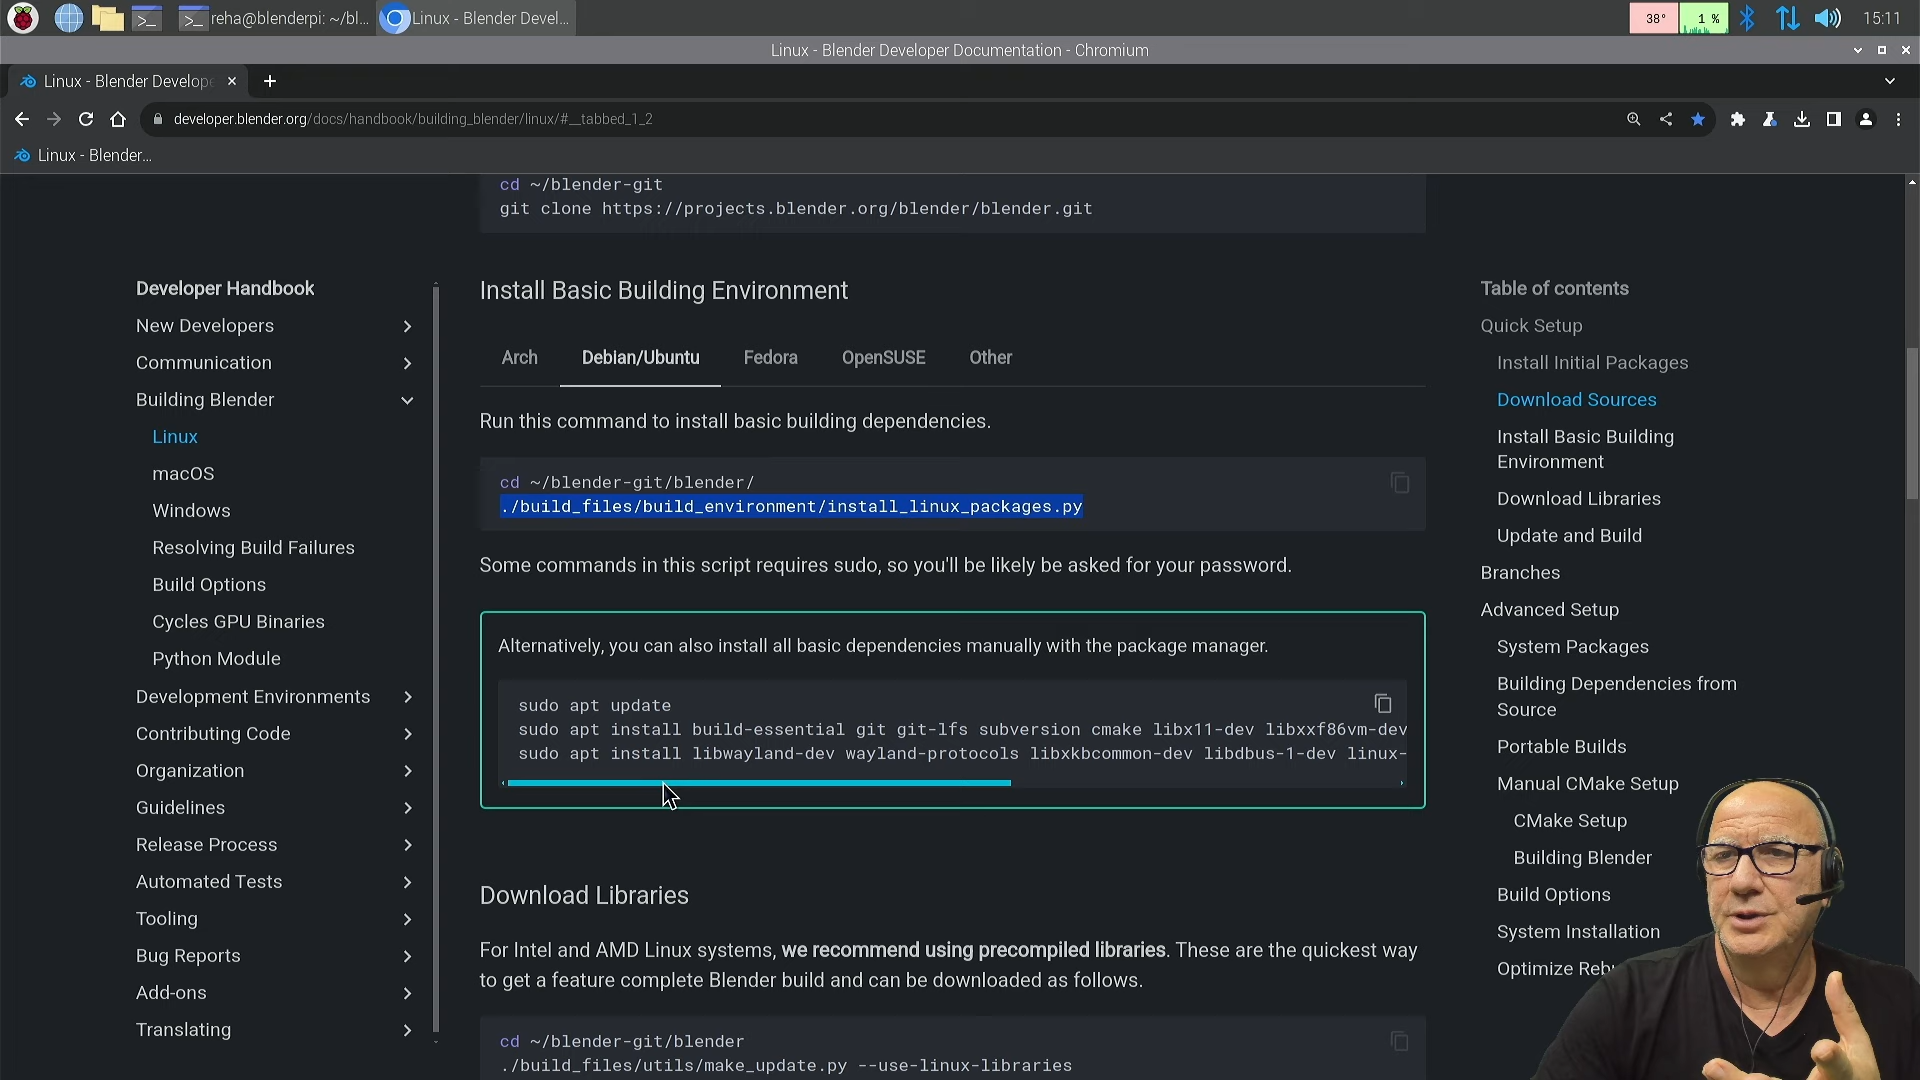 reha@blenderpi: ~/bl...
Linux - Blender Devel...
38°
1 %
15:11
Linux - Blender Developer Documentation - Chromium
Linux - Blender Develop
developer.blender.org/docs/handbook/building_blender/linux/#__tabbed_1_2
Linux - Blender...
cd ~/blender-git
git clone https://projects.blender.org/blender/blender.git
Developer Handbook
New Developers
Communication
Building Blender
Linux
macOS
Windows
Resolving Build Failures
Build Options
Cycles GPU Binaries
Python Module
Development Environments
Contributing Code
Organization
Guidelines
Release Process
Automated Tests
Tooling
Bug Reports
Add-ons
Translating
Install Basic Building Environment
Arch
Debian/Ubuntu
Fedora
OpenSUSE
Other
Run this command to install basic building dependencies.
cd ~/blender-git/blender/
./build_files/build_environment/install_linux_packages.py
Some commands in this script requires sudo, so you'll be likely be asked for your password.
Alternatively, you can also install all basic dependencies manually with the package manager.
sudo apt update
sudo apt install build-essential git git-lfs subversion cmake libx11-dev libxxf86vm-dev
sudo apt install libwayland-dev wayland-protocols libxkbcommon-dev libdbus-1-dev linux-
Download Libraries
For Intel and AMD Linux systems, we recommend using precompiled libraries. These are the quickest way
to get a feature complete Blender build and can be downloaded as follows.
cd ~/blender-git/blender
./build_files/utils/make_update.py --use-linux-libraries
Table of contents
Quick Setup
Install Initial Packages
Download Sources
Install Basic Building
Environment
Download Libraries
Update and Build
Branches
Advanced Setup
System Packages
Building Dependencies from
Source
Portable Builds
Manual CMake Setup
CMake Setup
Building Blender
Build Options
System Installation
Optimize Reb